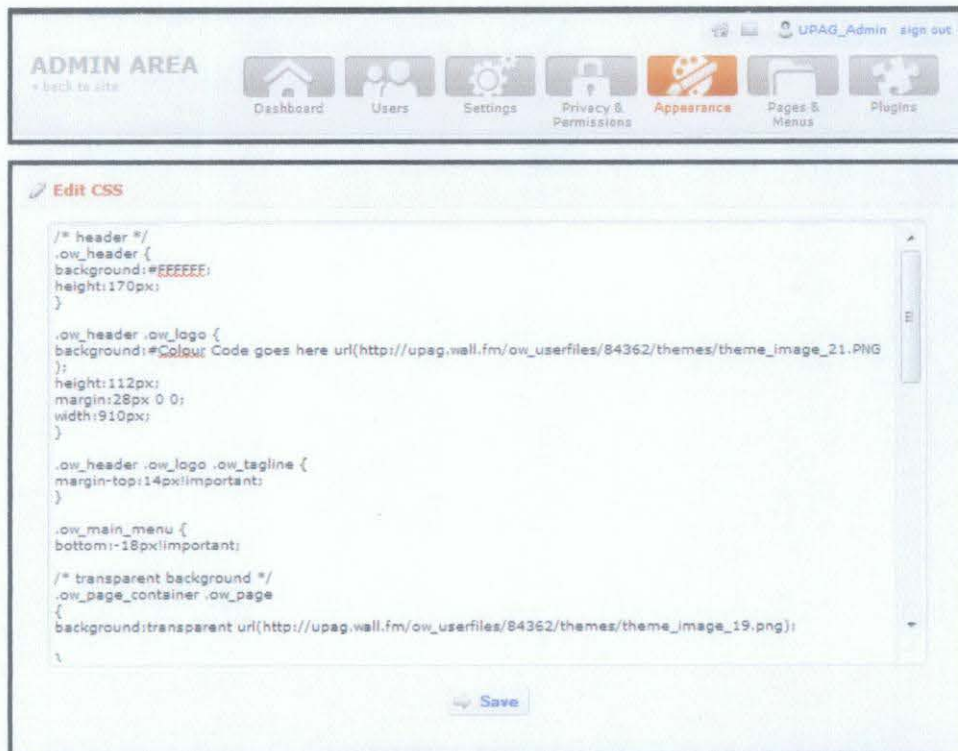 UPAG_Admin sign out
ADMIN AREA
back to site
Dashboard Users Settings Privacy & Permissions Appearance Pages & Menus Plugins
Edit CSS
/* header */
.ow_header {
background:#FFFFFF;
height:170px;
}
.ow_header .ow_logo {
background:#Colour Code goes here url(http://upag.wall.fm/ow_userfiles/84362/themes/theme_image_21.PNG
);
height:112px;
margin:28px 0 0;
width:910px;
}
.ow_header .ow_logo .ow_tagline {
margin-top:14px!important;
}
.ow_main_menu {
bottom:-18px!important;
/* transparent background */
.ow_page_container .ow_page
{
background:transparent url(http://upag.wall.fm/ow_userfiles/84362/themes/theme_image_19.png);
}
Save